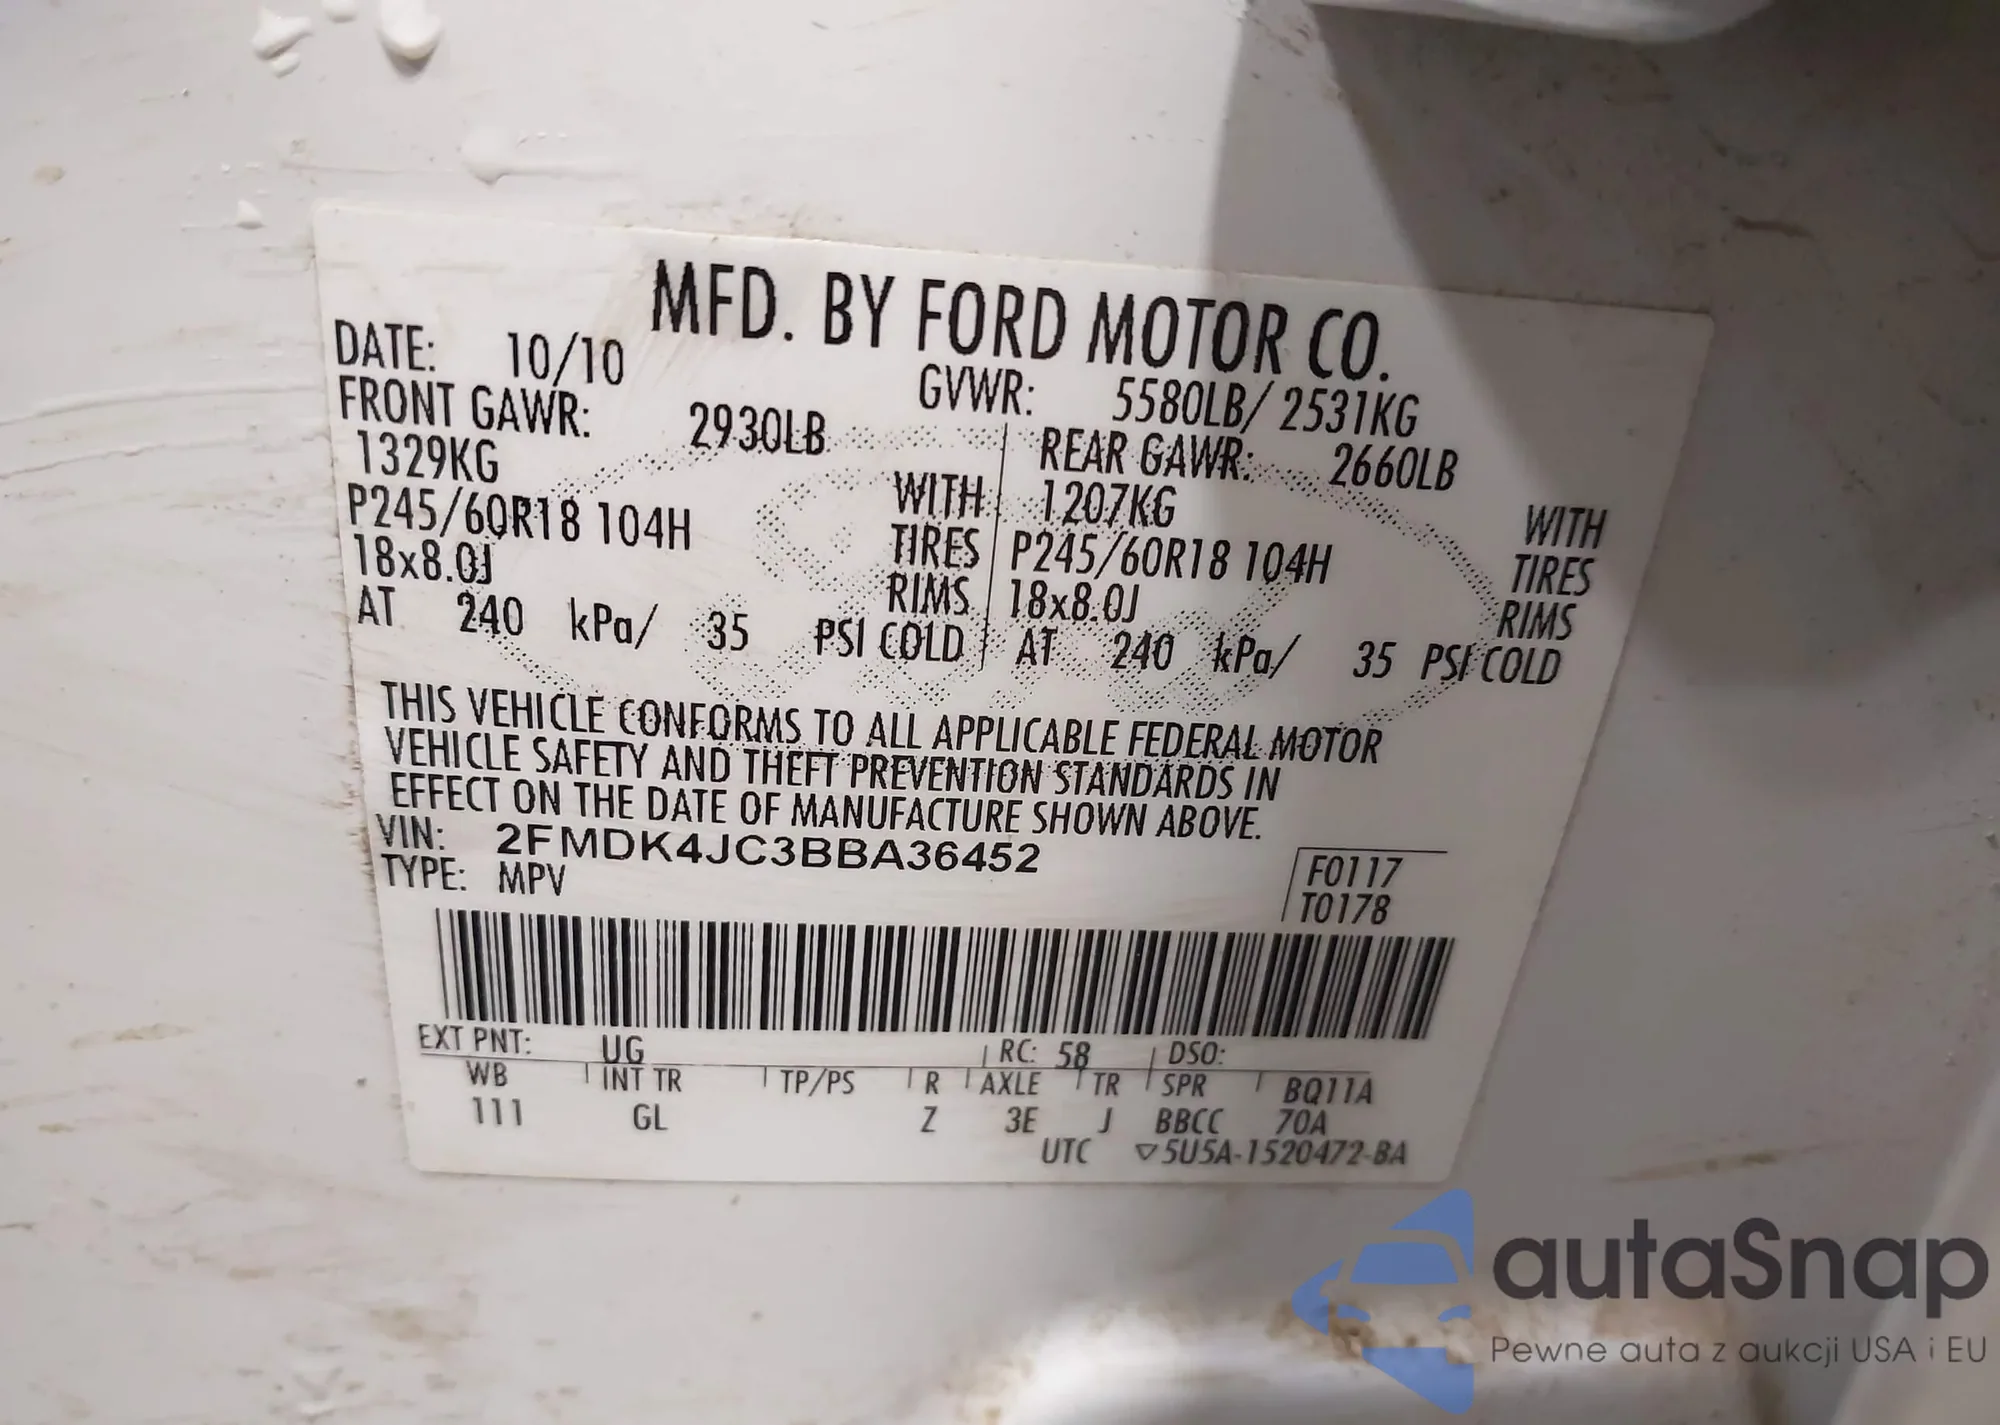 MFD. BY FORD MOTOR CO.
DATE: 10/10 GVWR: 5580LB/ 2531KG
FRONT GAWR: 2930LB REAR GAWR: 2660LB
1329KG WITH 1207KG WITH
P245/60R18 104H TIRES P245/60R18 104H TIRES
18x8.0J RIMS 18x8.0J RIMS
AT 240 kPa/ 35 PSI COLD AT 240 kPa/ 35 PSI COLD
THIS VEHICLE CONFORMS TO ALL APPLICABLE FEDERAL MOTOR
VEHICLE SAFETY AND THEFT PREVENTION STANDARDS IN
EFFECT ON THE DATE OF MANUFACTURE SHOWN ABOVE.
VIN: 2FMDK4JC3BBA36452
TYPE: MPV
F0117
T0178
EXT PNT: UG RC: 58 DSO:
WB INT TR TP/PS R AXLE TR SPR BQ11A
111 GL Z 3E J BBCC 70A
UTC ▽5U5A-1520472-BA
autaSnap
Pewne auta z aukcji USA i EU